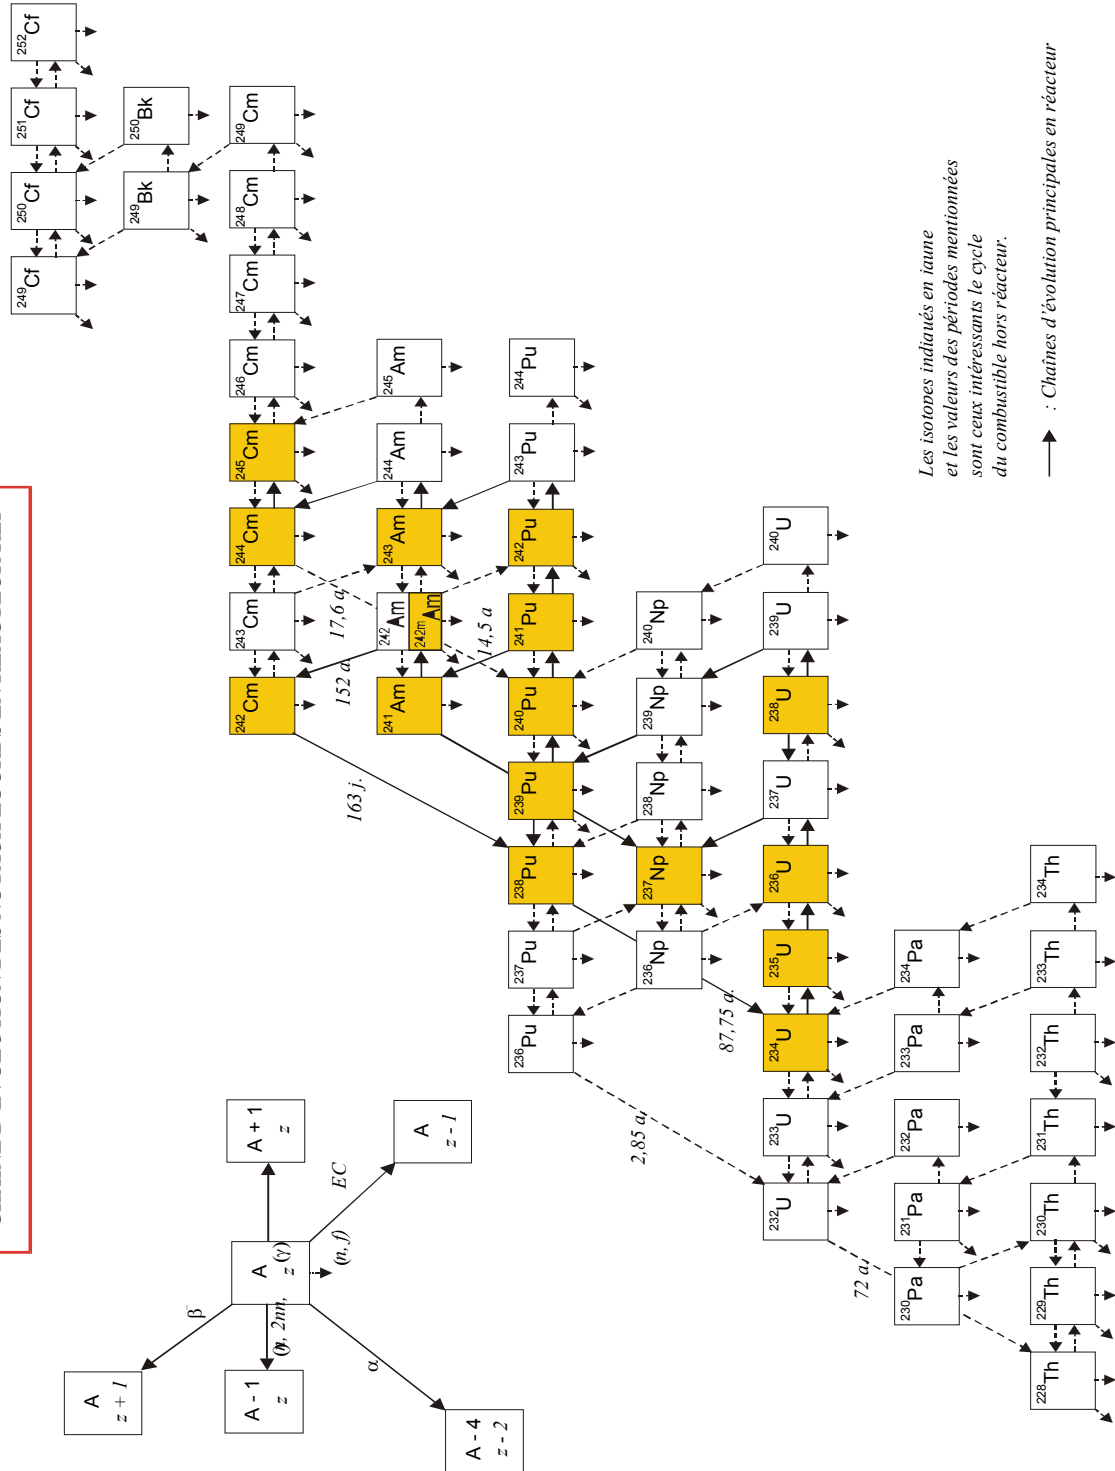 A
z + 1
A - 1
z
A - 4
z - 2
β⁻
α
A
z
(γ)
(n, f)
EC
A + 1
z
A
z - 1
249Cf
250Cf
251Cf
252Cf
249Bk
250Bk
242Cm
243Cm
244Cm
245Cm
246Cm
247Cm
248Cm
249Cm
163 j.
152 a
17,6 a
241Am
242Am
242mAm
243Am
244Am
245Am
14,5 a
236Pu
237Pu
238Pu
239Pu
240Pu
241Pu
242Pu
243Pu
244Pu
2,85 a
87,75 a.
236Np
237Np
238Np
239Np
240Np
232U
233U
234U
235U
236U
237U
238U
239U
240U
72 a.
230Pa
231Pa
232Pa
233Pa
234Pa
228Th
229Th
230Th
231Th
232Th
233Th
234Th
Les isotopes indiqués en jaune
et les valeurs des périodes mentionnées
sont ceux intéressants le cycle
du combustible hors réacteur.
: Chaînes d'évolution principales en réacteur